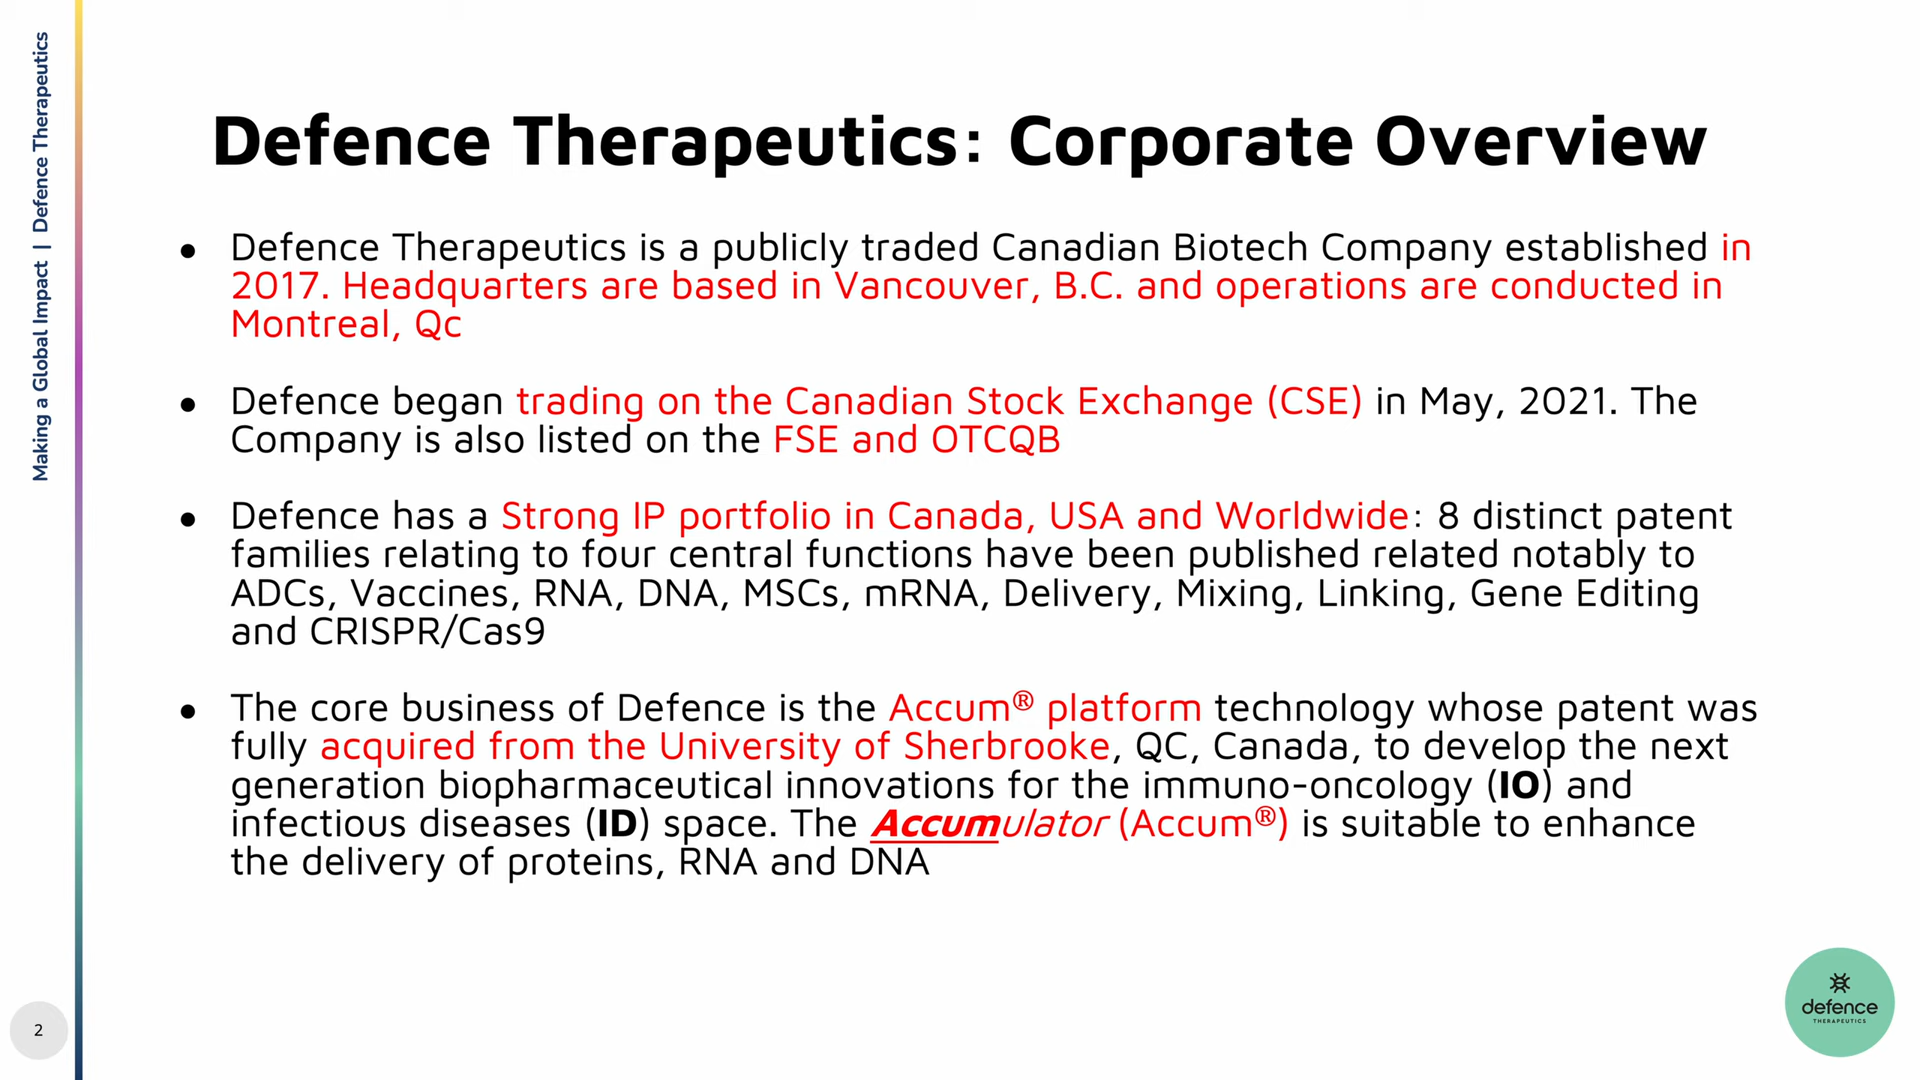 Making a Global Impact | Defence Therapeutics
Defence Therapeutics: Corporate Overview
● Defence Therapeutics is a publicly traded Canadian Biotech Company established in
2017. Headquarters are based in Vancouver, B.C. and operations are conducted in
Montreal, Qc
● Defence began trading on the Canadian Stock Exchange (CSE) in May, 2021. The
Company is also listed on the FSE and OTCQB
● Defence has a Strong IP portfolio in Canada, USA and Worldwide: 8 distinct patent
families relating to four central functions have been published related notably to
ADCs, Vaccines, RNA, DNA, MSCs, mRNA, Delivery, Mixing, Linking, Gene Editing
and CRISPR/Cas9
● The core business of Defence is the Accum® platform technology whose patent was
fully acquired from the University of Sherbrooke, QC, Canada, to develop the next
generation biopharmaceutical innovations for the immuno-oncology (IO) and
infectious diseases (ID) space. The Accumulator (Accum®) is suitable to enhance
the delivery of proteins, RNA and DNA
2
defence
THERAPEUTICS